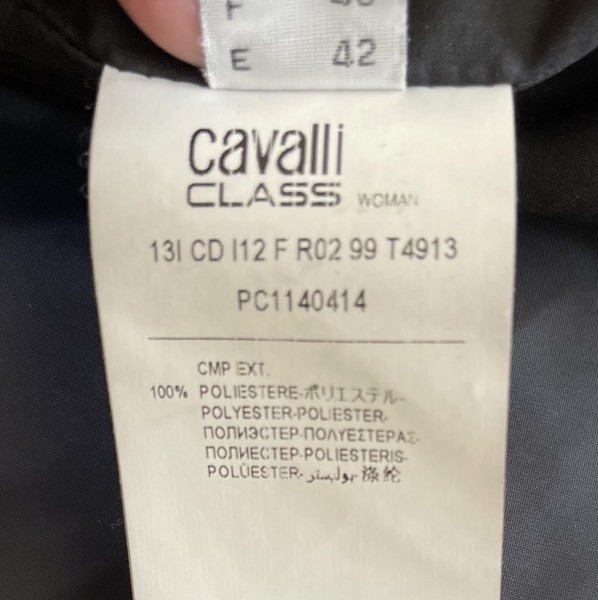 F
E 42
cavalli
CLASS WOMAN
13I CD I12 F R02 99 T4913
PC1140414
CMP EXT.
100% POLIESTERE-ポリエステル-
POLYESTER-POLIESTER-
ПОЛИЭСТЕР-ΠΟΛΥΕΣΤΕΡΑΣ-
ПОЛИЕСТЕР-POLIESTERIS-
POLÜESTER-بوليستر-涤纶